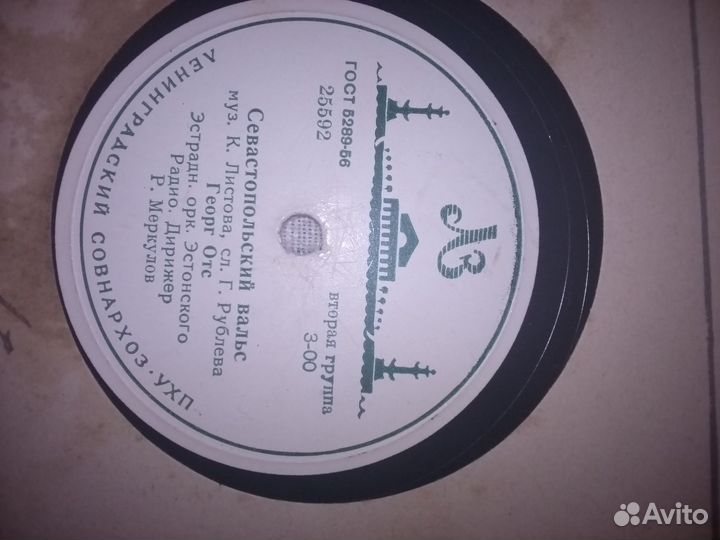 ЛЗ
ГОСТ 5289-56
25592
вторая группа
3-00
Севастопольский вальс
муз. К. Листова, сл. Г. Рублева
Георг Отс
Эстрадн. орк. Эстонского
Радио. Дирижер
Р. Меркулов
ЛЕНИНГРАДСКИЙ СОВНАРХОЗ · УХП
Avito